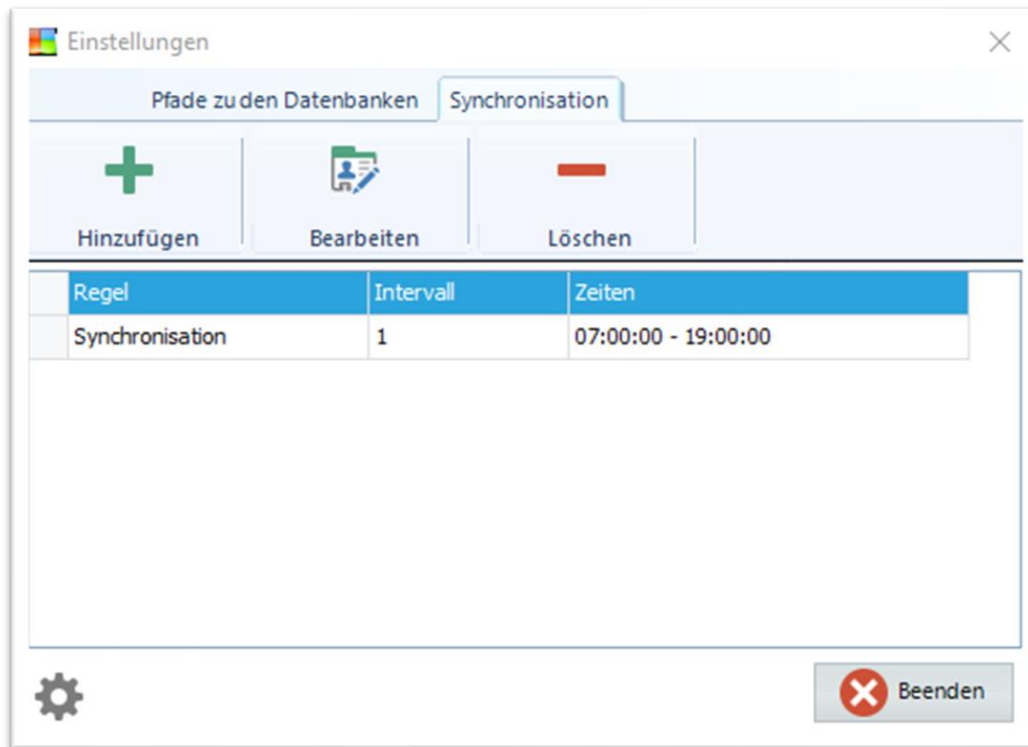 Einstellungen
Pfade zu den Datenbanken Synchronisation
Hinzufügen Bearbeiten Löschen
Regel Intervall Zeiten
Synchronisation 1 07:00:00 - 19:00:00
Beenden